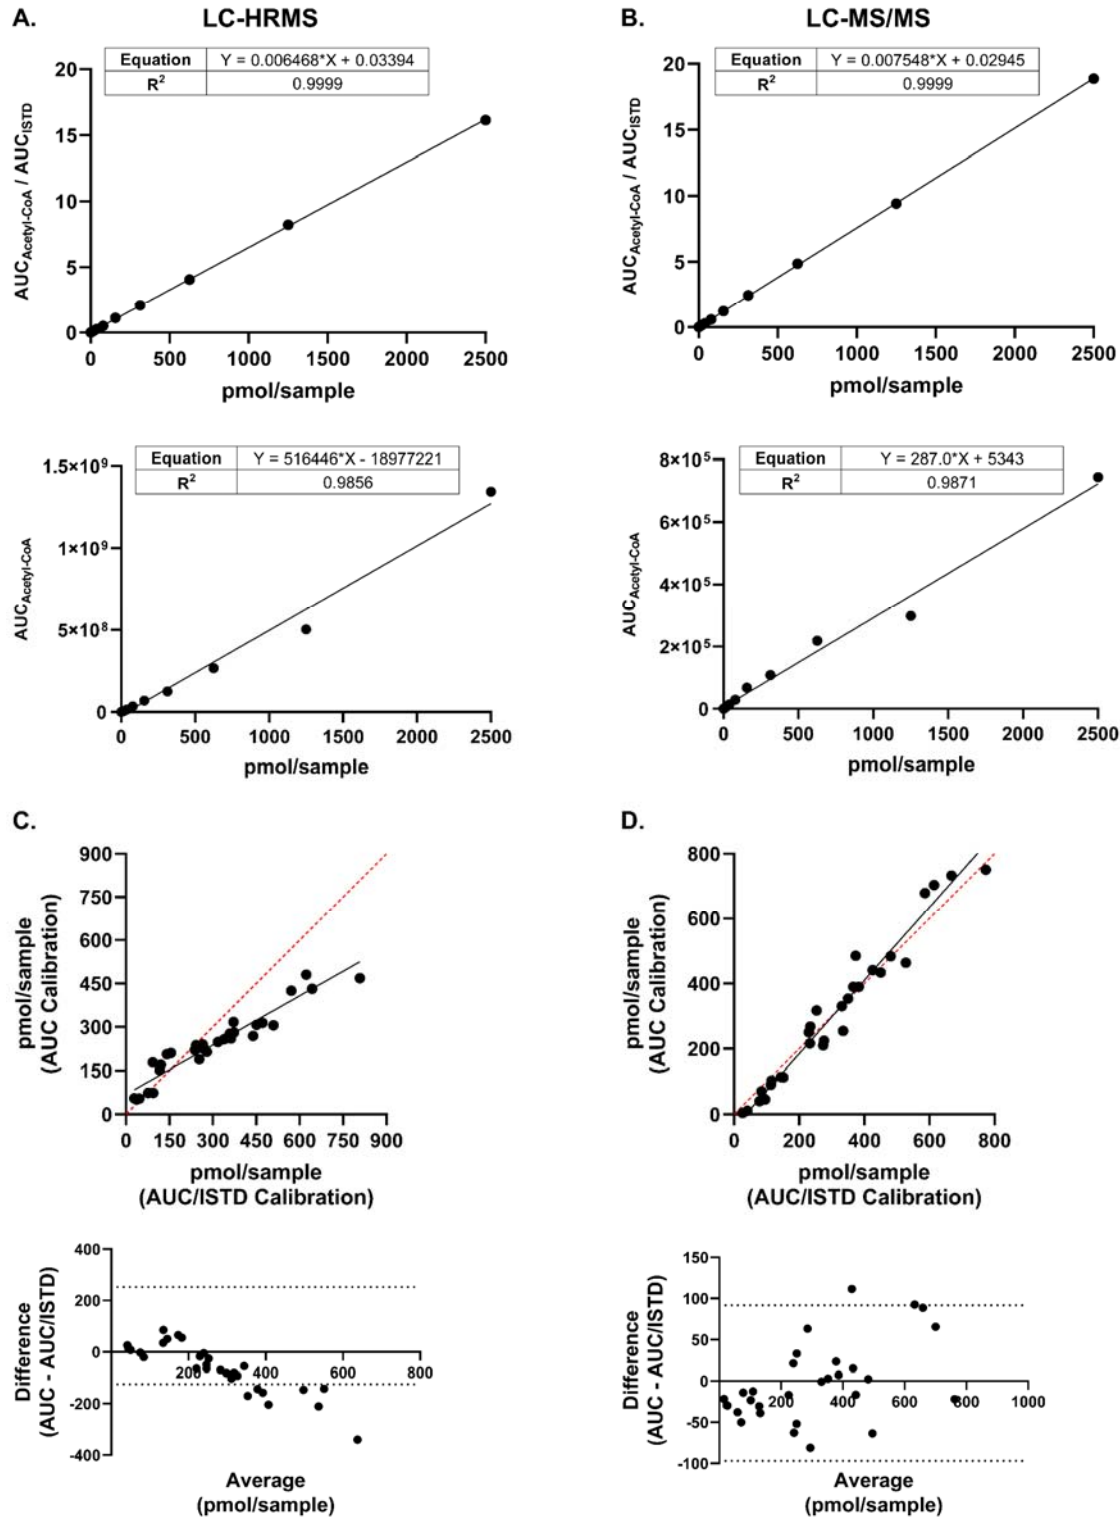 A. LC-HRMS
Equation Y = 0.006468*X + 0.03394
R² 0.9999
AUC_Acetyl-CoA / AUC_ISTD
20
15
10
5
0
0 500 1000 1500 2000 2500
pmol/sample
Equation Y = 516446*X - 18977221
R² 0.9856
AUC_Acetyl-CoA
1.5×10⁹
1×10⁹
5×10⁸
0
0 500 1000 1500 2000 2500
pmol/sample
B. LC-MS/MS
Equation Y = 0.007548*X + 0.02945
R² 0.9999
AUC_Acetyl-CoA / AUC_ISTD
20
15
10
5
0
0 500 1000 1500 2000 2500
pmol/sample
Equation Y = 287.0*X + 5343
R² 0.9871
AUC_Acetyl-CoA
8×10⁵
6×10⁵
4×10⁵
2×10⁵
0
0 500 1000 1500 2000 2500
pmol/sample
C.
pmol/sample
(AUC Calibration)
900
750
600
450
300
150
0
0 150 300 450 600 750 900
pmol/sample
(AUC/ISTD Calibration)
Difference
(AUC - AUC/ISTD)
400
200
0
-200
-400
200 400 600 800
Average
(pmol/sample)
D.
pmol/sample
(AUC Calibration)
800
600
400
200
0
0 200 400 600 800
pmol/sample
(AUC/ISTD Calibration)
Difference
(AUC - AUC/ISTD)
150
100
50
0
-50
-100
200 400 600 800 1000
Average
(pmol/sample)